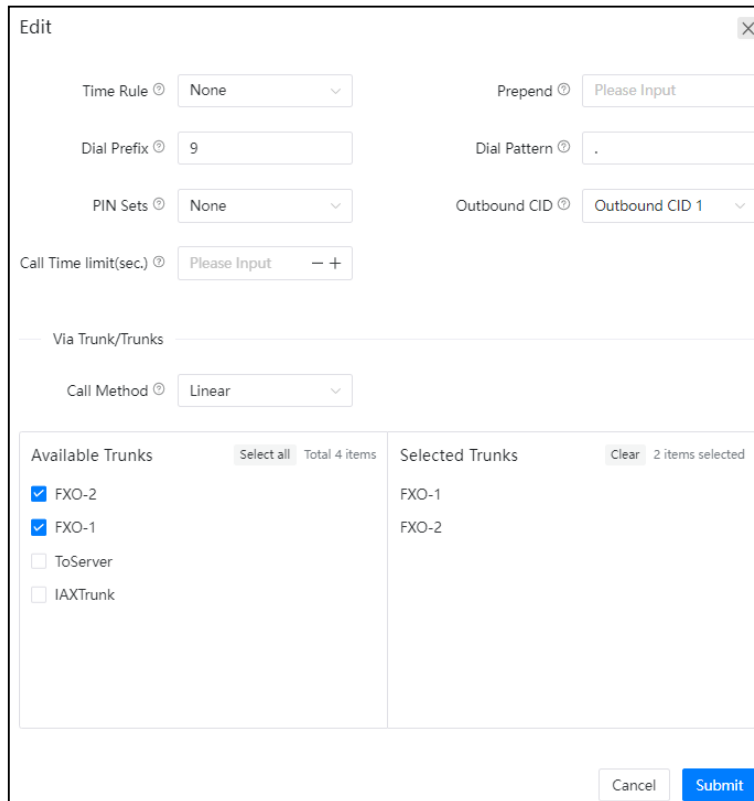 Edit
Time Rule None Prepend Please Input
Dial Prefix 9 Dial Pattern .
PIN Sets None Outbound CID Outbound CID 1
Call Time limit(sec.) Please Input
Via Trunk/Trunks
Call Method Linear
Available Trunks Select all Total 4 items Selected Trunks Clear 2 items selected
FXO-2 FXO-1
FXO-1 FXO-2
ToServer
IAXTrunk
Cancel Submit